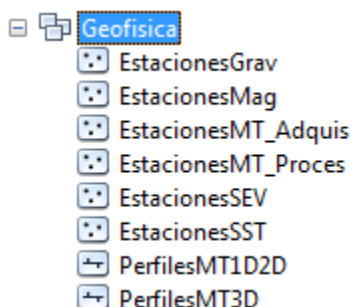 Geofisica
EstacionesGrav
EstacionesMag
EstacionesMT_Adquis
EstacionesMT_Proces
EstacionesSEV
EstacionesSST
PerfilesMT1D2D
PerfilesMT3D